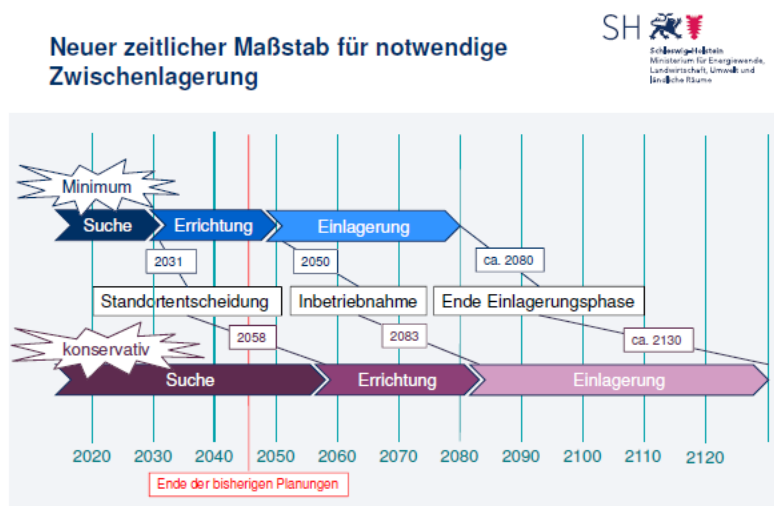 Neuer zeitlicher Maßstab für notwendige
Zwischenlagerung
SH
Schleswig-Holstein
Ministerium für Energiewende,
Landwirtschaft, Umwelt und
ländliche Räume
Minimum
Suche
Errichtung
Einlagerung
2031
2050
ca. 2080
Standortentscheidung
Inbetriebnahme
Ende Einlagerungsphase
2058
2083
ca. 2130
konservativ
Suche
Errichtung
Einlagerung
2020 2030 2040 2050 2060 2070 2080 2090 2100 2110 2120
Ende der bisherigen Planungen